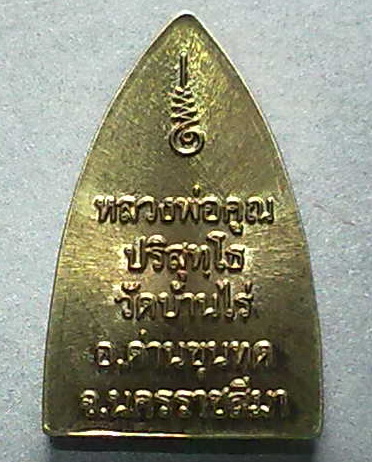 หลวงพ่อคูณ
ปริสุทฺโธ
วัดบ้านไร่
อ.ด่านขุนทด
จ.นครราชสีมา